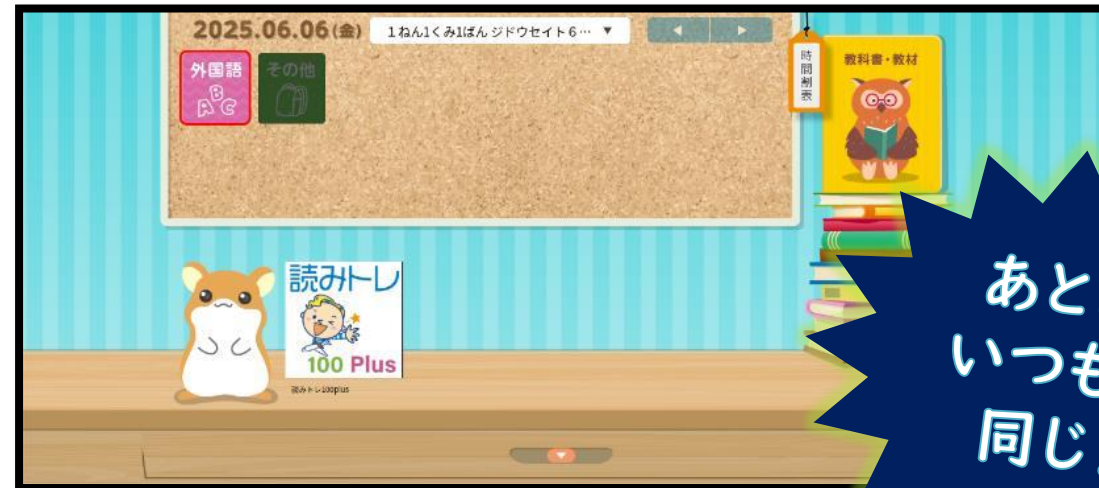 2025.06.06(金)
1ねん1くみ1ばん ジドウセイト6… ▼
時間割表
教科書・教材
外国語
ABC
その他
読みトレ
100 Plus
読みトレ100plus
あと
いつも
同じ